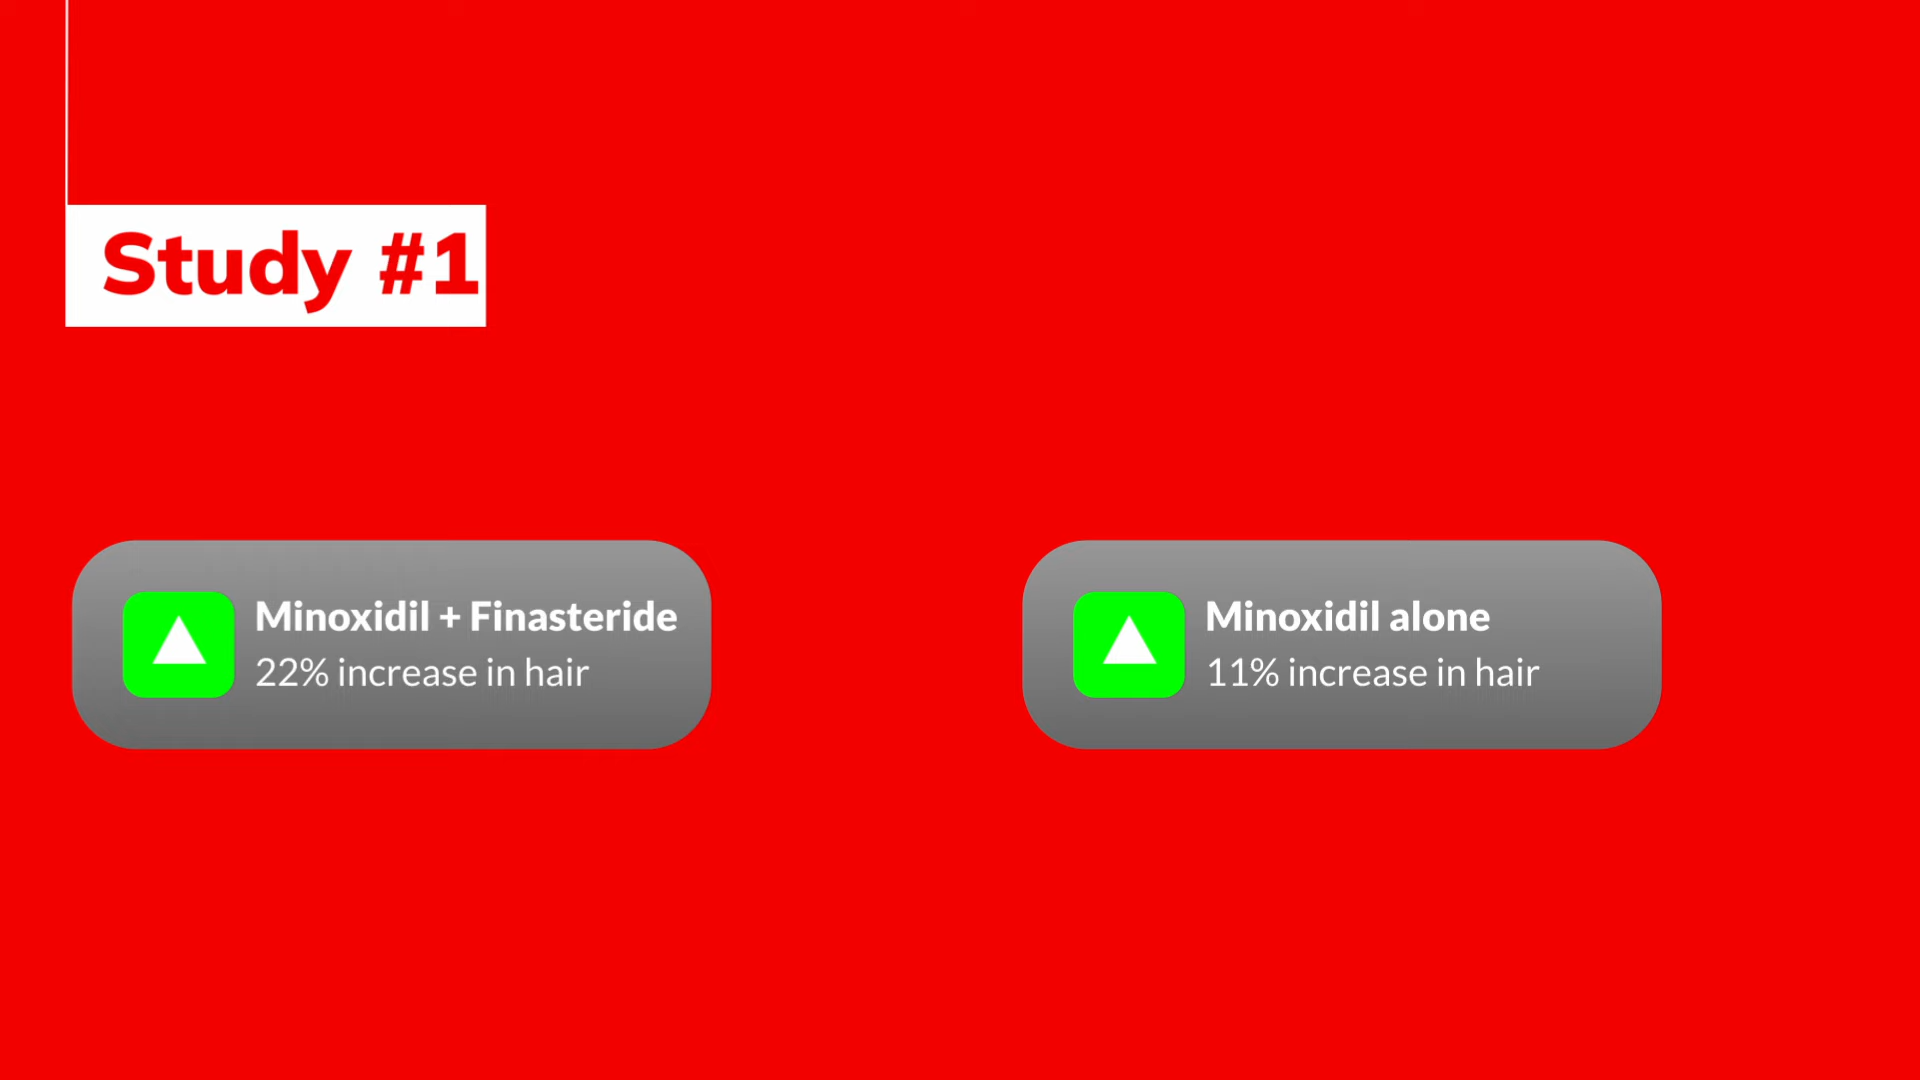 Study #1
Minoxidil + Finasteride
22% increase in hair
Minoxidil alone
11% increase in hair